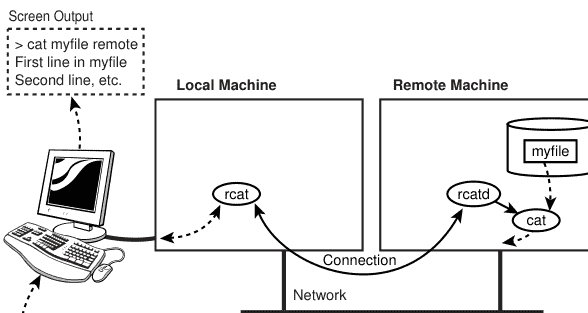 Screen Output
> cat myfile remote
First line in myfile
Second line, etc.
Local Machine
Remote Machine
myfile
rcat
rcatd
cat
Connection
Network